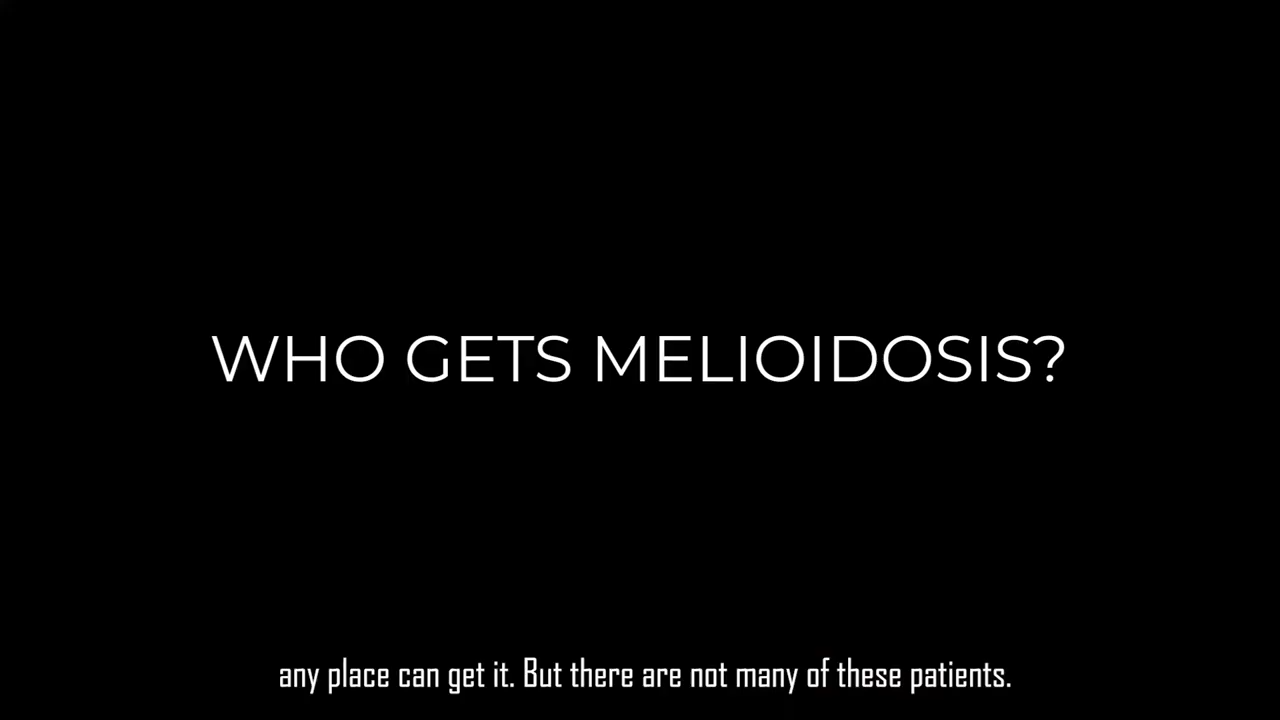 WHO GETS MELIOIDOSIS?
any place can get it. But there are not many of these patients.